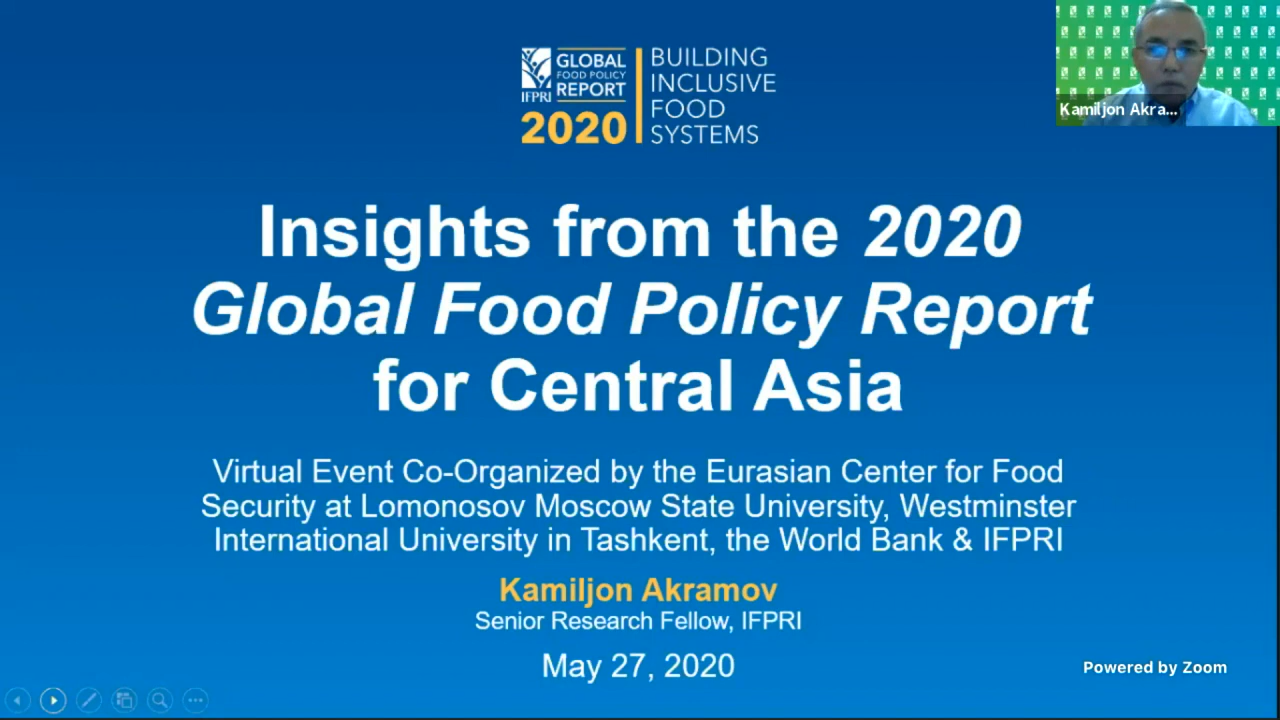 IFPRI
GLOBAL
FOOD POLICY
REPORT
2020
BUILDING
INCLUSIVE
FOOD
SYSTEMS
Kamiljon Akra...
Insights from the 2020
Global Food Policy Report
for Central Asia
Virtual Event Co-Organized by the Eurasian Center for Food
Security at Lomonosov Moscow State University, Westminster
International University in Tashkent, the World Bank & IFPRI
Kamiljon Akramov
Senior Research Fellow, IFPRI
May 27, 2020
Powered by Zoom